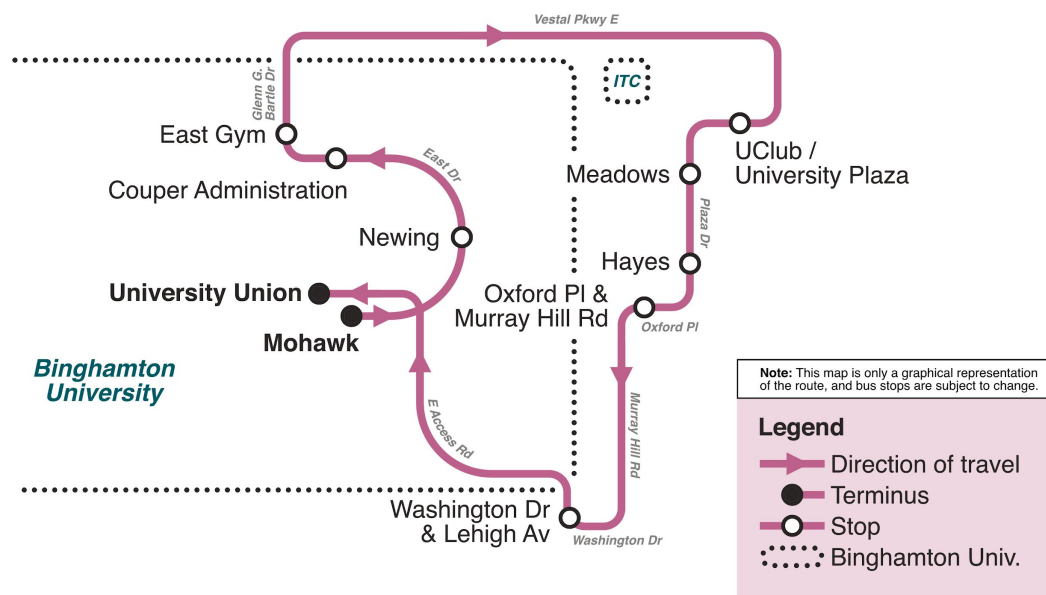 Vestal Pkwy E
Glenn G.
Bartle Dr
ITC
East Gym
UClub /
University Plaza
East Dr
Meadows
Couper Administration
Plaza Dr
Newing
Hayes
University Union
Oxford Pl &
Murray Hill Rd
Oxford Pl
Mohawk
Binghamton
University
Murray Hill Rd
E Access Rd
Washington Dr
& Lehigh Av
Washington Dr
Note: This map is only a graphical representation
of the route, and bus stops are subject to change.
Legend
Direction of travel
Terminus
Stop
Binghamton Univ.